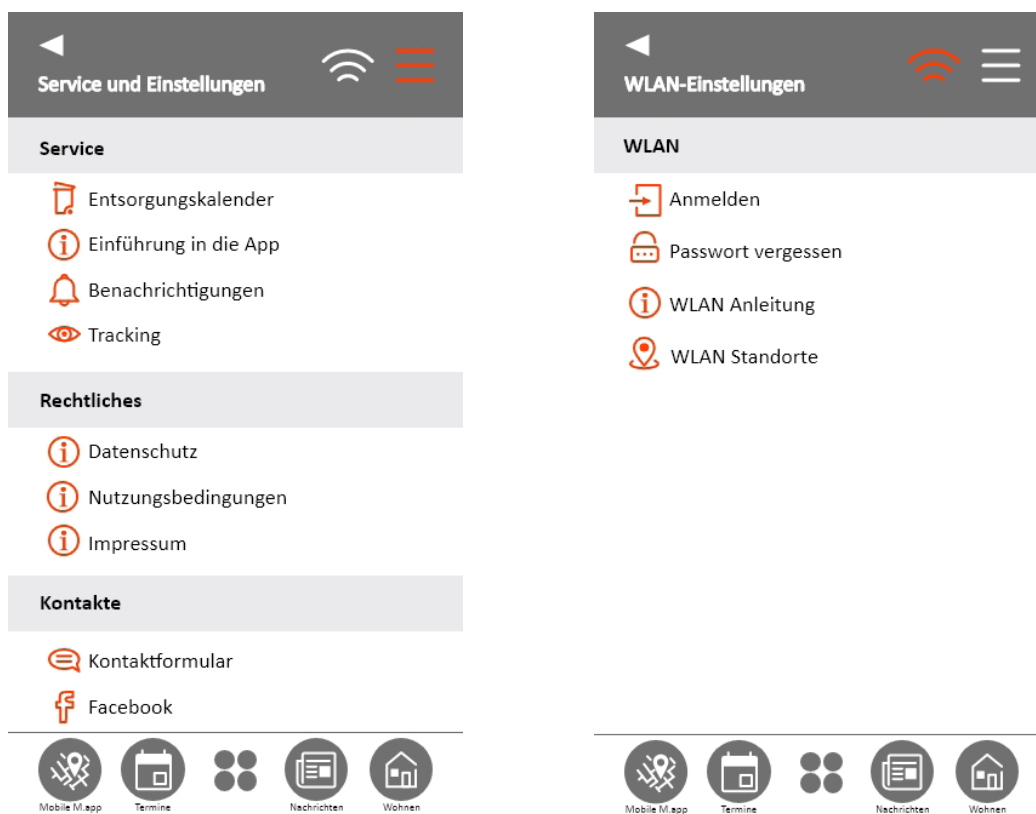 Service und Einstellungen
Service
Entsorgungskalender
Einführung in die App
Benachrichtigungen
Tracking
Rechtliches
Datenschutz
Nutzungsbedingungen
Impressum
Kontakte
Kontaktformular
Facebook
Mobile M.app
Termine
Nachrichten
Wohnen
WLAN-Einstellungen
WLAN
Anmelden
Passwort vergessen
WLAN Anleitung
WLAN Standorte
Mobile M.app
Termine
Nachrichten
Wohnen